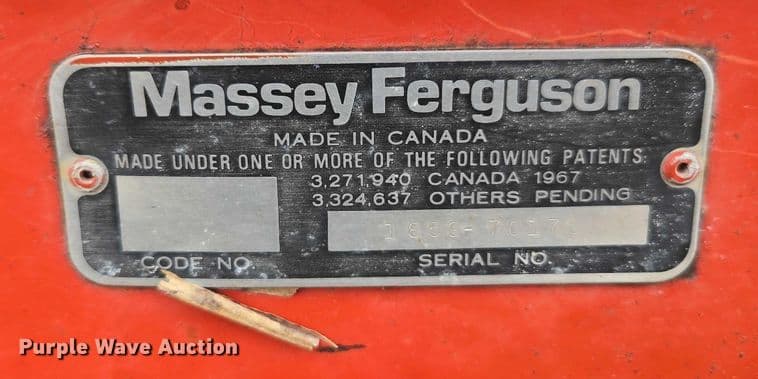 Massey Ferguson
MADE IN CANADA
MADE UNDER ONE OR MORE OF THE FOLLOWING PATENTS:
3,271,940 CANADA 1967
3,324,637 OTHERS PENDING
CODE NO. SERIAL NO.
Purple Wave Auction